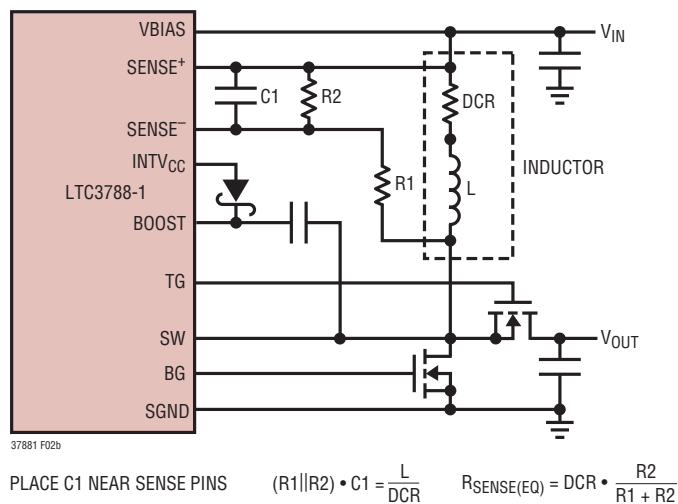 VBIAS
VIN
SENSE+
C1
R2
DCR
SENSE–
INTVCC
R1
L
INDUCTOR
LTC3788-1
BOOST
TG
SW
VOUT
BG
SGND
37881 F02b
PLACE C1 NEAR SENSE PINS (R1||R2) • C1 = L/DCR RSENSE(EQ) = DCR • R2/(R1 + R2)